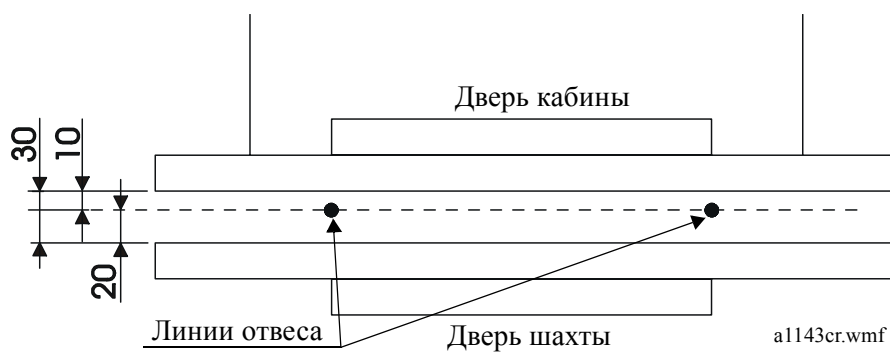 Дверь кабины
30
10
20
Линии отвеса
Дверь шахты
a1143cr.wmf